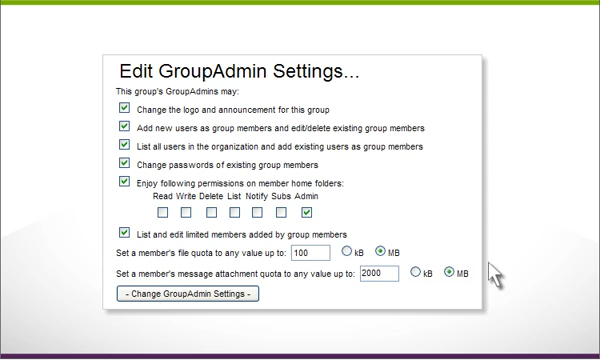 Edit GroupAdmin Settings...
This group's GroupAdmins may:
Change the logo and announcement for this group
Add new users as group members and edit/delete existing group members
List all users in the organization and add existing users as group members
Change passwords of existing group members
Enjoy following permissions on member home folders:
Read Write Delete List Notify Subs Admin
List and edit limited members added by group members
Set a member's file quota to any value up to: 100 kB MB
Set a member's message attachment quota to any value up to: 2000 kB MB
- Change GroupAdmin Settings -